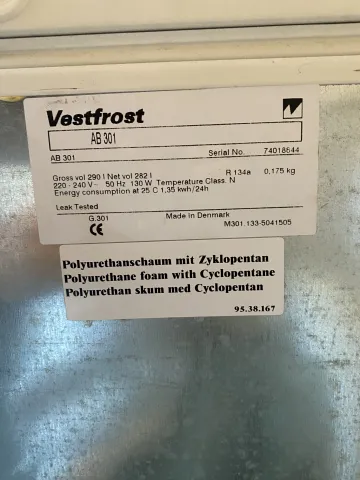 Vestfrost
AB 301
AB 301 Serial No. 74018644
Gross vol 290 l Net vol 282 l R 134a 0,175 kg
220 - 240 V~ 50 Hz 130 W Temperature Class. N
Energy consumption at 25 C 1,35 kwh/24h
Leak Tested
G.301 Made in Denmark
CE M301.133-5041505
Polyurethanschaum mit Zyklopentan
Polyurethane foam with Cyclopentane
Polyurethan skum med Cyclopentan
95.38.167